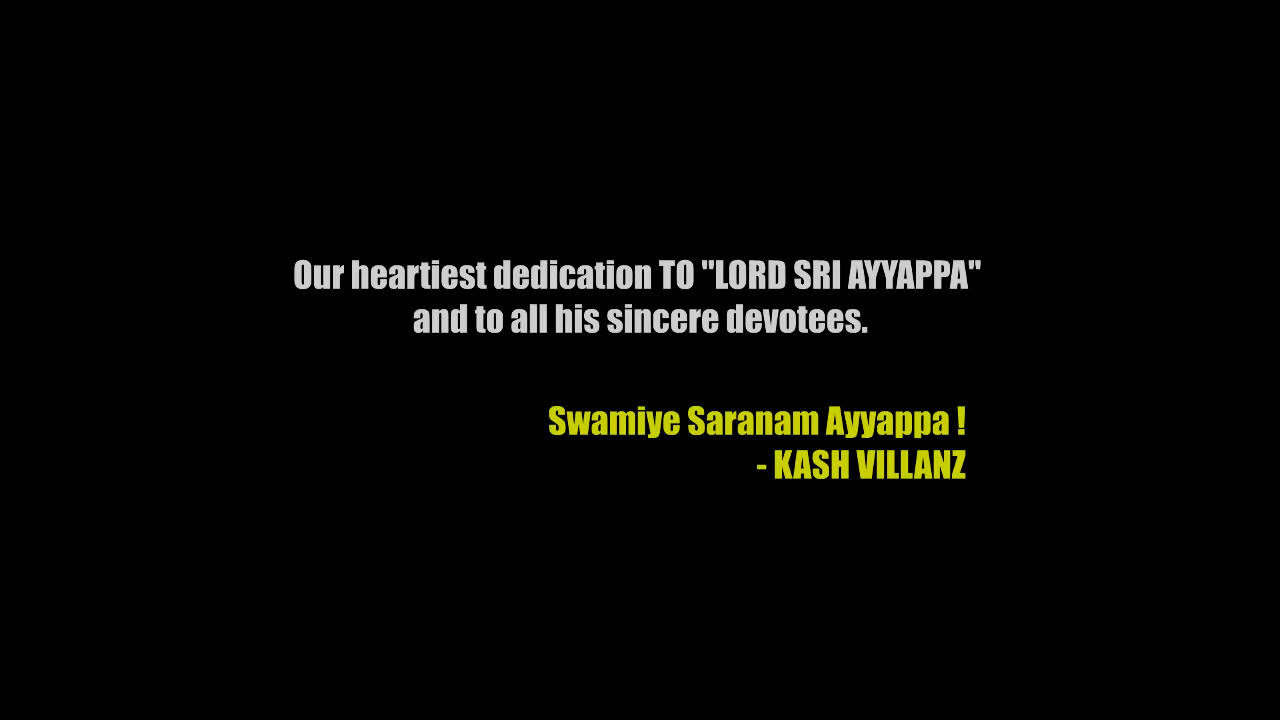 Our heartiest dedication TO "LORD SRI AYYAPPA"
and to all his sincere devotees.
Swamiye Saranam Ayyappa !
- KASH VILLANZ